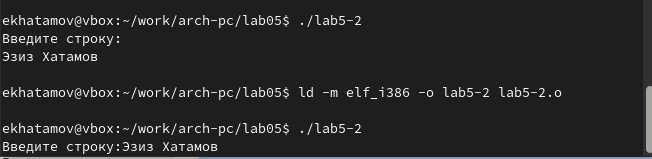 ekhatamov@vbox:~/work/arch-pc/lab05$ ./lab5-2
Введите строку:
Эзиз Хатамов
ekhatamov@vbox:~/work/arch-pc/lab05$ ld -m elf_i386 -o lab5-2 lab5-2.o
ekhatamov@vbox:~/work/arch-pc/lab05$ ./lab5-2
Введите строку:Эзиз Хатамов